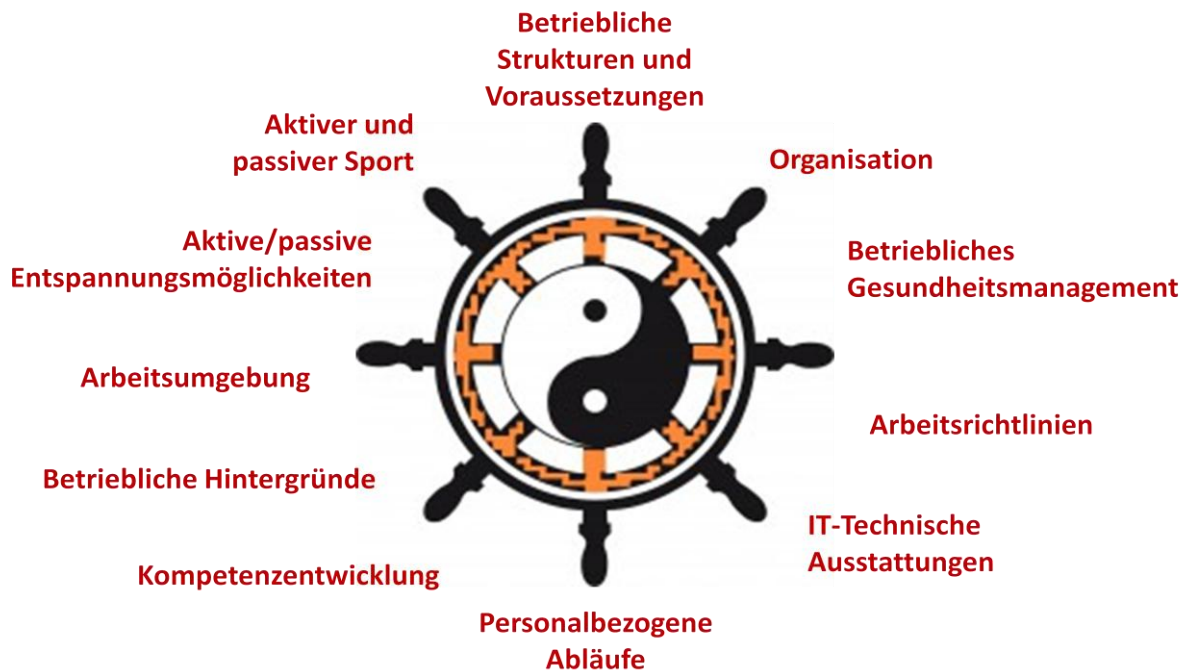 Betriebliche
Strukturen und
Voraussetzungen
Aktiver und
passiver Sport
Organisation
Aktive/passive
Entspannungsmöglichkeiten
Betriebliches
Gesundheitsmanagement
Arbeitsumgebung
Arbeitsrichtlinien
Betriebliche Hintergründe
IT-Technische
Ausstattungen
Kompetenzentwicklung
Personalbezogene
Abläufe